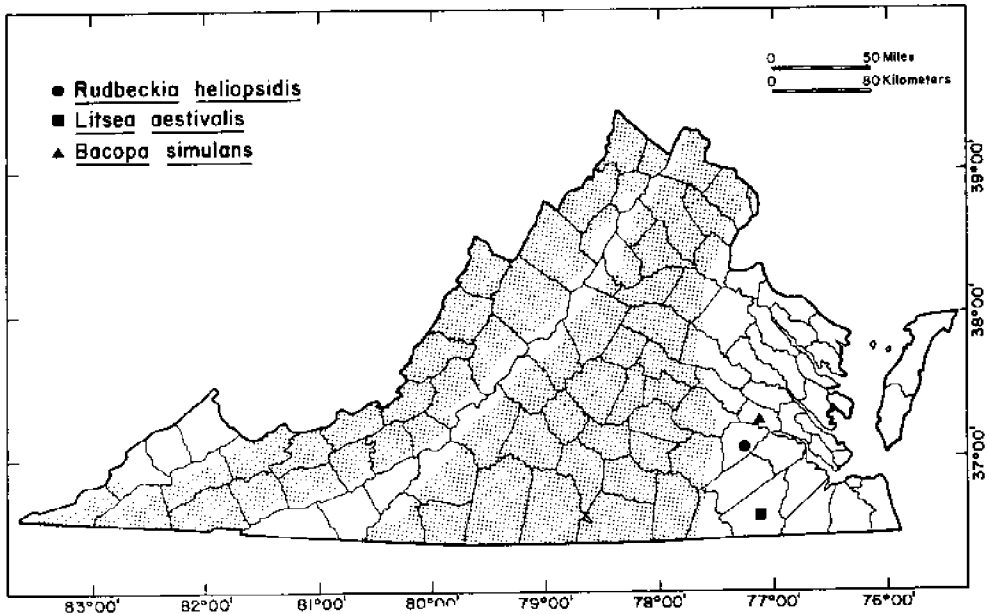 0 50 Miles
0 80 Kilometers
● Rudbeckia heliopsidis
■ Litsea aestivalis
▲ Bacopa simulans
39°00'
38°00'
37°00'
83°00' 82°00' 81°00' 80°00' 79°00' 78°00' 77°00' 76°00'